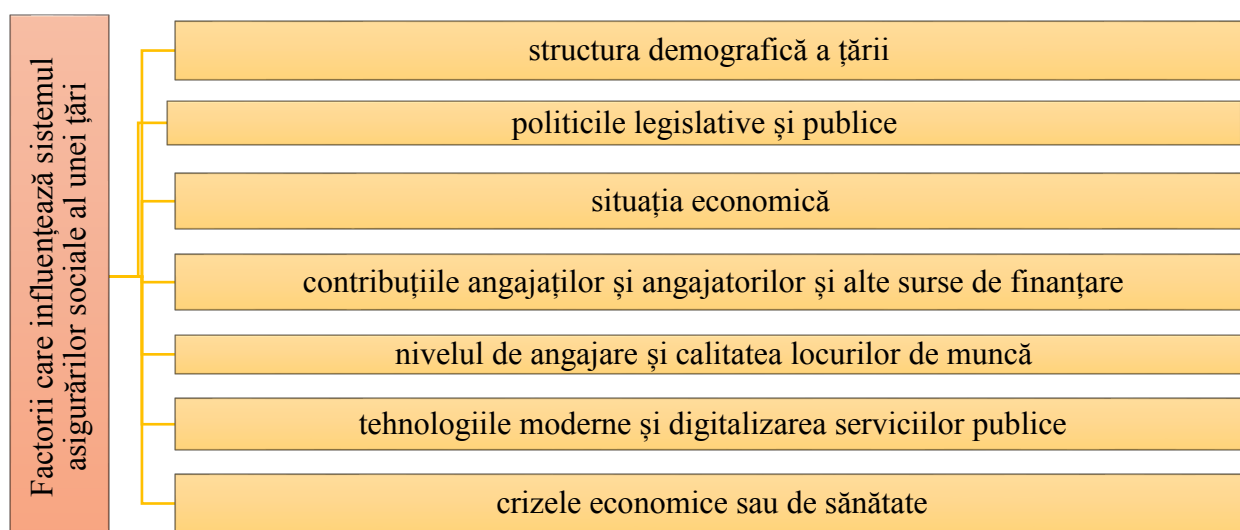 Factorii care influențează sistemul
asigurărilor sociale al unei țări
structura demografică a țării
politicile legislative și publice
situația economică
contribuțiile angajaților și angajatorilor și alte surse de finanțare
nivelul de angajare și calitatea locurilor de muncă
tehnologiile moderne și digitalizarea serviciilor publice
crizele economice sau de sănătate